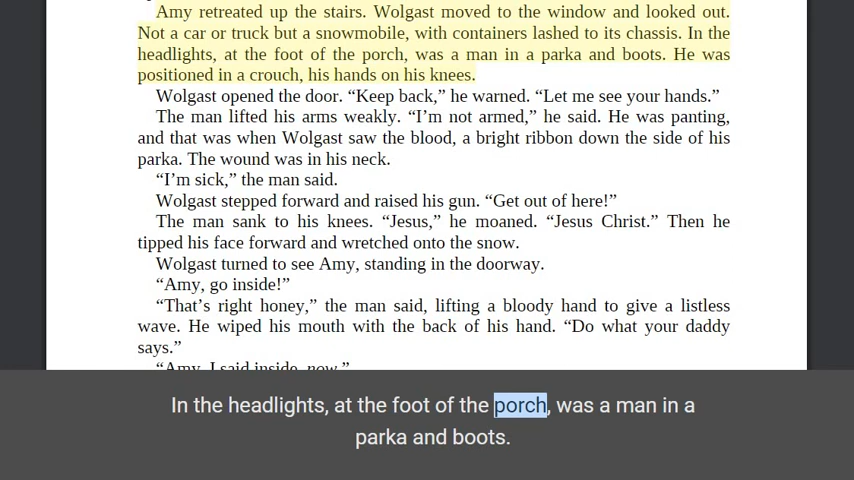 Amy retreated up the stairs. Wolgast moved to the window and looked out.
Not a car or truck but a snowmobile, with containers lashed to its chassis. In the
headlights, at the foot of the porch, was a man in a parka and boots. He was
positioned in a crouch, his hands on his knees.
Wolgast opened the door. “Keep back,” he warned. “Let me see your hands.”
The man lifted his arms weakly. “I’m not armed,” he said. He was panting,
and that was when Wolgast saw the blood, a bright ribbon down the side of his
parka. The wound was in his neck.
“I’m sick,” the man said.
Wolgast stepped forward and raised his gun. “Get out of here!”
The man sank to his knees. “Jesus,” he moaned. “Jesus Christ.” Then he
tipped his face forward and wretched onto the snow.
Wolgast turned to see Amy, standing in the doorway.
“Amy, go inside!”
“That’s right honey,” the man said, lifting a bloody hand to give a listless
wave. He wiped his mouth with the back of his hand. “Do what your daddy
says.”
“Amy, I said inside, now.”
In the headlights, at the foot of the porch, was a man in a
parka and boots.